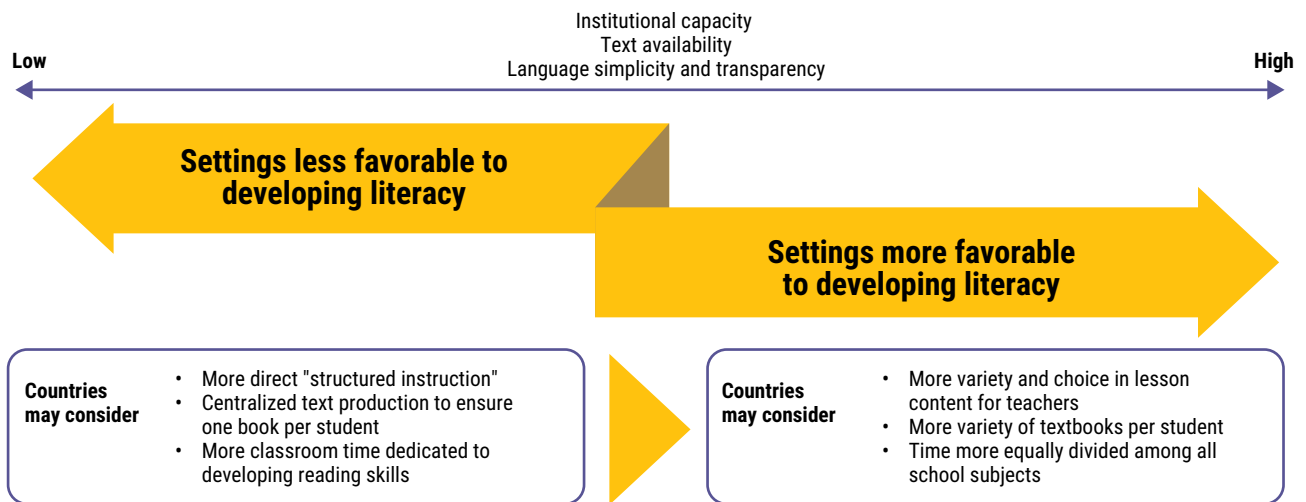 Institutional capacity
Text availability
Language simplicity and transparency
Low
High
Settings less favorable to
developing literacy
Settings more favorable
to developing literacy
Countries
may consider
• More direct "structured instruction"
• Centralized text production to ensure
one book per student
• More classroom time dedicated to
developing reading skills
Countries
may consider
• More variety and choice in lesson
content for teachers
• More variety of textbooks per student
• Time more equally divided among all
school subjects